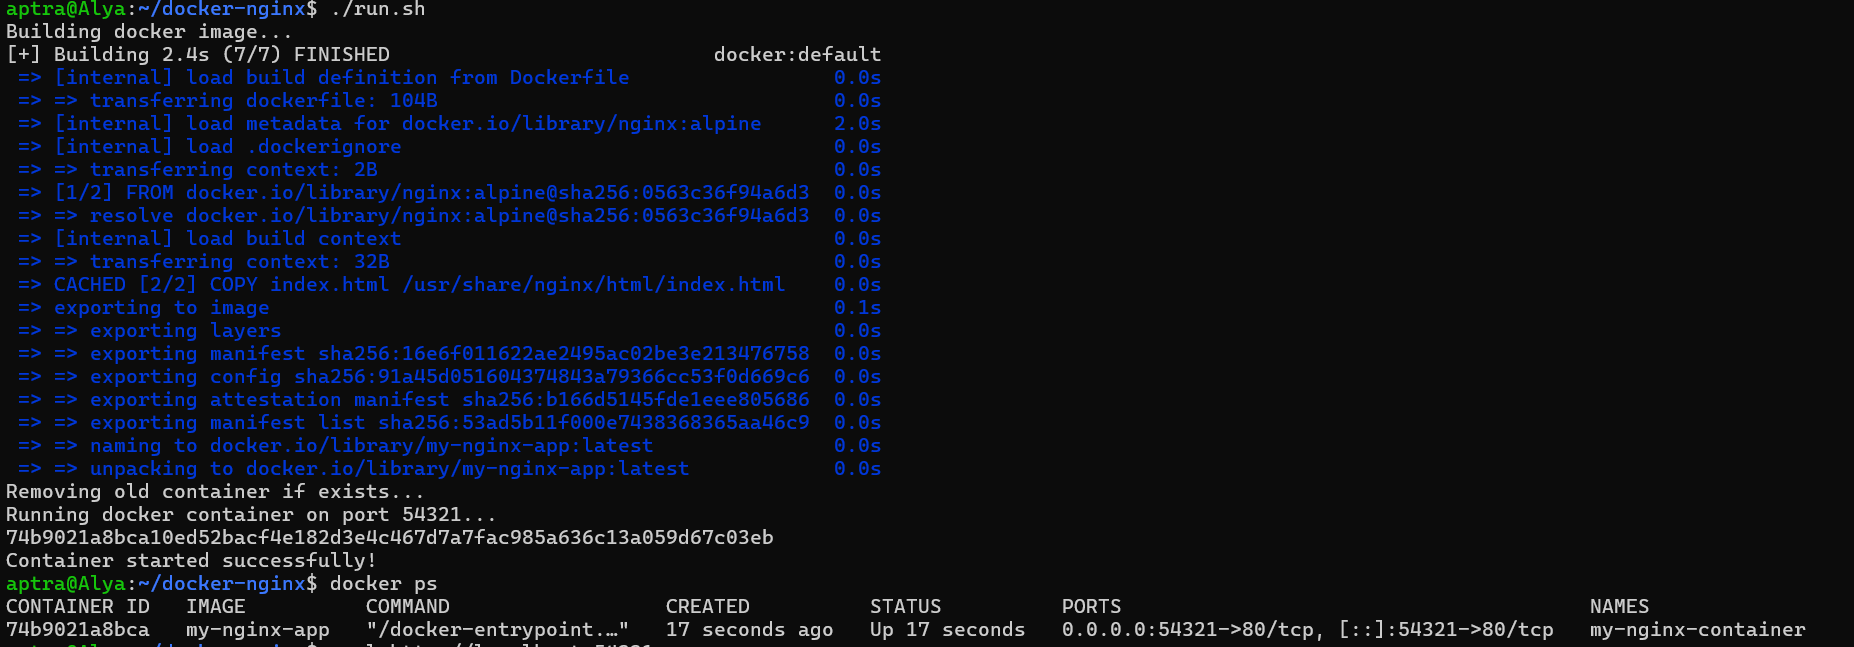 aptra@Alya:~/docker-nginx$ ./run.sh
Building docker image...
[+] Building 2.4s (7/7) FINISHED docker:default
=> [internal] load build definition from Dockerfile 0.0s
=> => transferring dockerfile: 104B 0.0s
=> [internal] load metadata for docker.io/library/nginx:alpine 2.0s
=> [internal] load .dockerignore 0.0s
=> => transferring context: 2B 0.0s
=> [1/2] FROM docker.io/library/nginx:alpine@sha256:0563c36f94a6d3 0.0s
=> => resolve docker.io/library/nginx:alpine@sha256:0563c36f94a6d3 0.0s
=> [internal] load build context 0.0s
=> => transferring context: 32B 0.0s
=> CACHED [2/2] COPY index.html /usr/share/nginx/html/index.html 0.0s
=> exporting to image 0.1s
=> => exporting layers 0.0s
=> => exporting manifest sha256:16e6f011622ae2495ac02be3e213476758 0.0s
=> => exporting config sha256:91a45d051604374843a79366cc53f0d669c6 0.0s
=> => exporting attestation manifest sha256:b166d5145fde1eee805686 0.0s
=> => exporting manifest list sha256:53ad5b11f000e7438368365aa46c9 0.0s
=> => naming to docker.io/library/my-nginx-app:latest 0.0s
=> => unpacking to docker.io/library/my-nginx-app:latest 0.0s
Removing old container if exists...
Running docker container on port 54321...
74b9021a8bca10ed52bacf4e182d3e4c467d7a7fac985a636c13a059d67c03eb
Container started successfully!
aptra@Alya:~/docker-nginx$ docker ps
CONTAINER ID IMAGE COMMAND CREATED STATUS PORTS NAMES
74b9021a8bca my-nginx-app "/docker-entrypoint.…" 17 seconds ago Up 17 seconds 0.0.0.0:54321->80/tcp, [::]:54321->80/tcp my-nginx-container